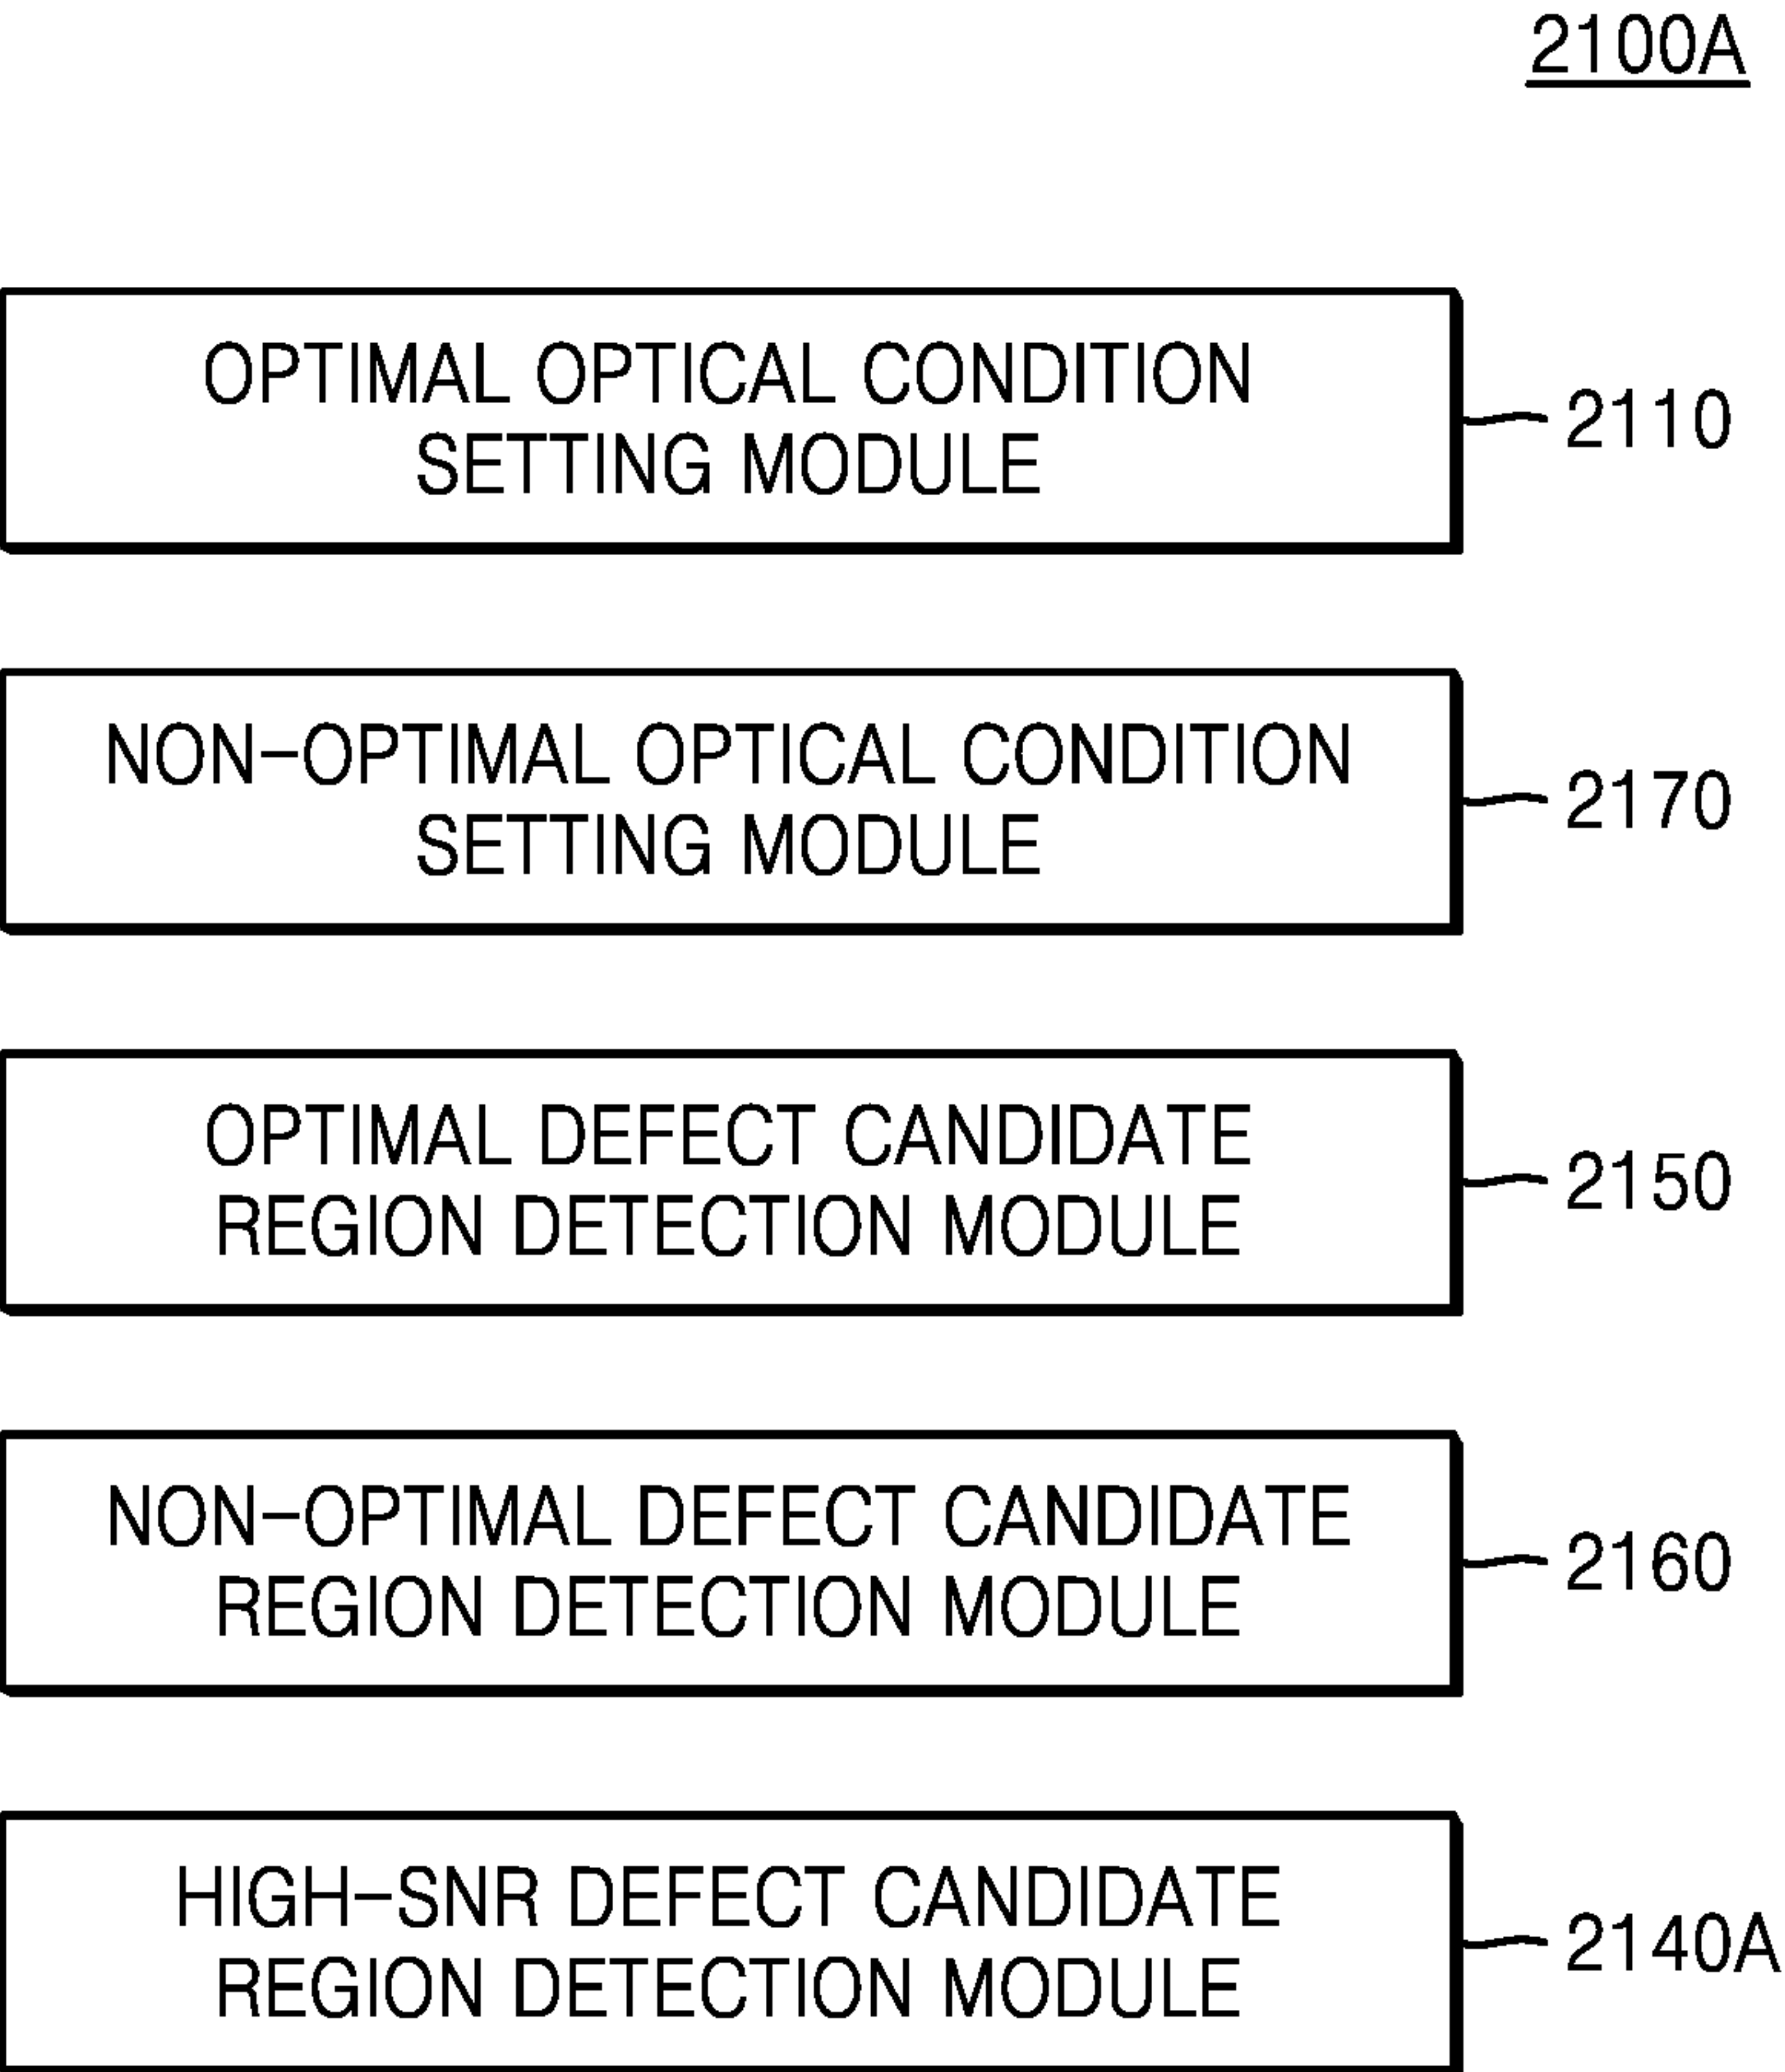 2100A
OPTIMAL OPTICAL CONDITION
SETTING MODULE
2110
NON-OPTIMAL OPTICAL CONDITION
SETTING MODULE
2170
OPTIMAL DEFECT CANDIDATE
REGION DETECTION MODULE
2150
NON-OPTIMAL DEFECT CANDIDATE
REGION DETECTION MODULE
2160
HIGH-SNR DEFECT CANDIDATE
REGION DETECTION MODULE
2140A